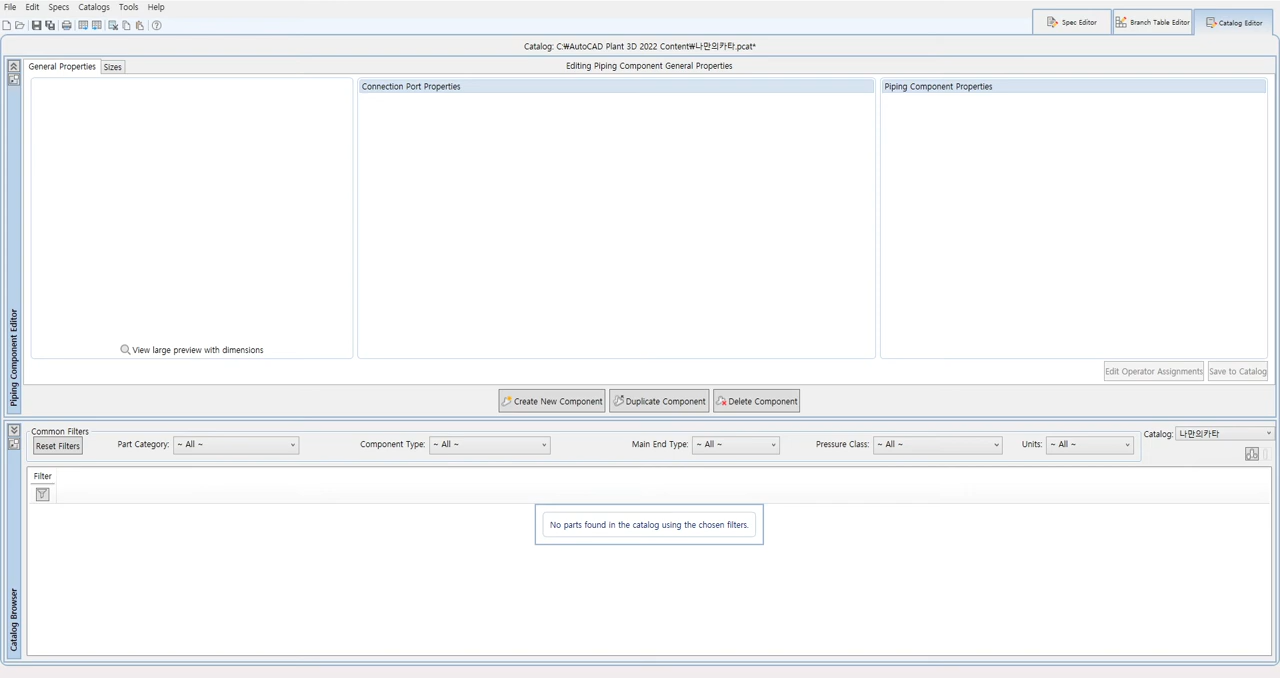 File Edit Specs Catalogs Tools Help
Spec Editor
Branch Table Editor
Catalog Editor
Catalog: C:₩AutoCAD Plant 3D 2022 Content₩나만의카타.pcat*
General Properties
Sizes
Editing Piping Component General Properties
Connection Port Properties
Piping Component Properties
View large preview with dimensions
Piping Component Editor
Edit Operator Assignments
Save to Catalog
Create New Component
Duplicate Component
Delete Component
Common Filters
Reset Filters
Part Category: ~ All ~
Component Type: ~ All ~
Main End Type: ~ All ~
Pressure Class: ~ All ~
Units: ~ All ~
Catalog: 나만의카타
Filter
No parts found in the catalog using the chosen filters.
Catalog Browser